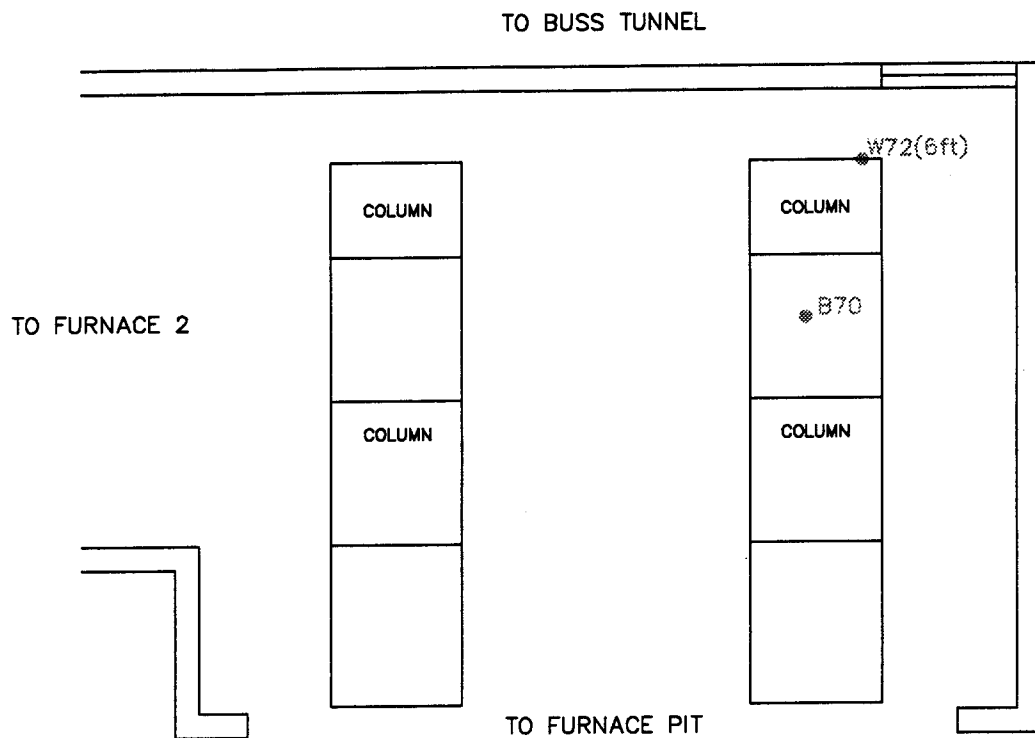 TO BUSS TUNNEL
W72(6ft)
COLUMN
COLUMN
TO FURNACE 2
B70
COLUMN
COLUMN
TO FURNACE PIT